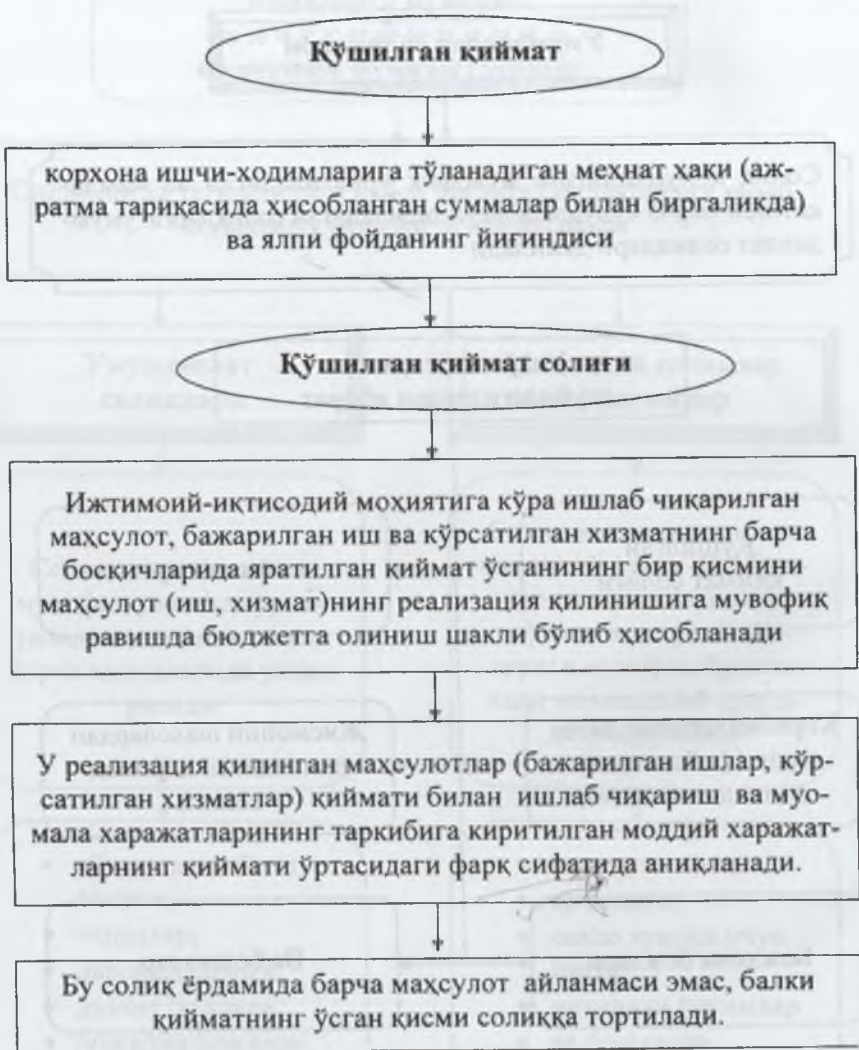 Қўшилган қиймат
корхона ишчи-ходимларига тўланадиган меҳнат ҳақи (аж-
ратма тариқасида ҳисобланган суммалар билан биргаликда)
ва ялпи фойданинг йиғиндиси
Қўшилган қиймат солиғи
Ижтимоий-иқтисодий моҳиятига кўра ишлаб чиқарилган
маҳсулот, бажарилган иш ва кўрсатилган хизматнинг барча
босқичларида яратилган қиймат ўсганининг бир қисмини
маҳсулот (иш, хизмат)нинг реализация қилинишига мувофиқ
равишда бюджетга олиниш шакли бўлиб ҳисобланади
У реализация қилинган маҳсулотлар (бажарилган ишлар, кўр-
сатилган хизматлар) қиймати билан ишлаб чиқариш ва муо-
мала харажатларининг таркибига киритилган моддий харажат-
ларнинг қиймати ўртасидаги фарқ сифатида аниқланади.
Бу солиқ ёрдамида барча маҳсулот айланмаси эмас, балки
қийматнинг ўсган қисми солиққа тортилади.